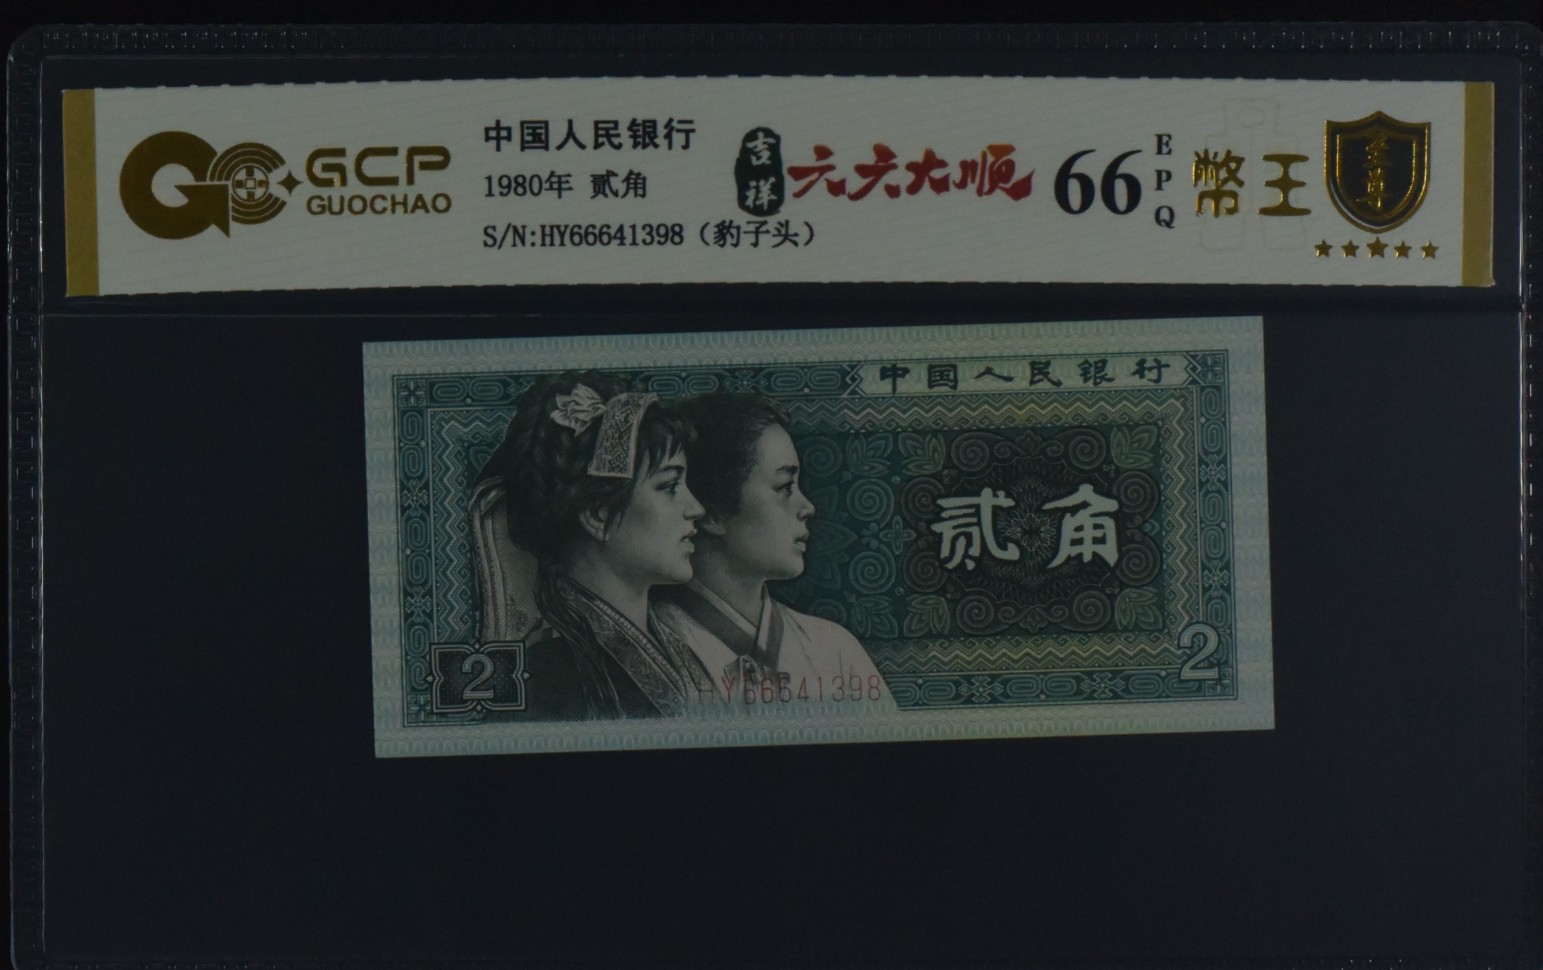 GCP
GUOCHAO
中国人民银行
1980年 贰角
S/N:HY66641398（豹子头）
吉祥
六六大顺
66
EPQ
幣王
至尊
中国人民银行
贰角
2
2
HY66641398